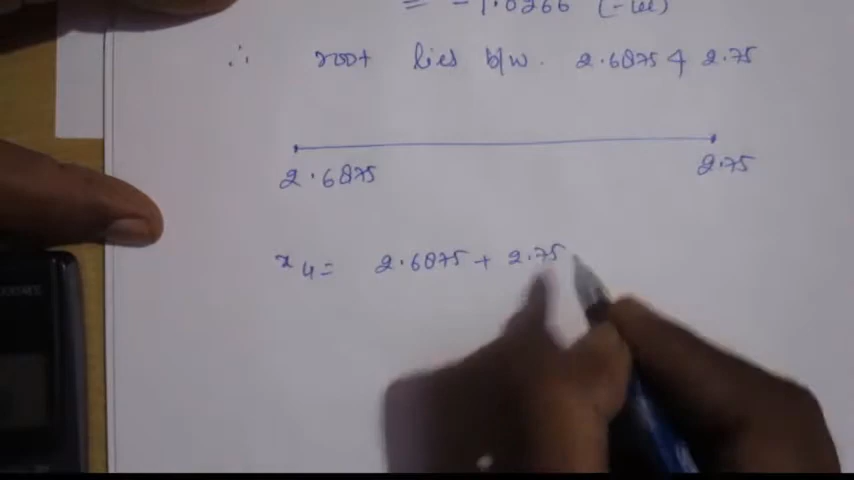 = -1.0266 (-ve)
∴ root lies b/w. 2.6875 & 2.75
2.6875 2.75
x4 = 2.6875 + 2.75